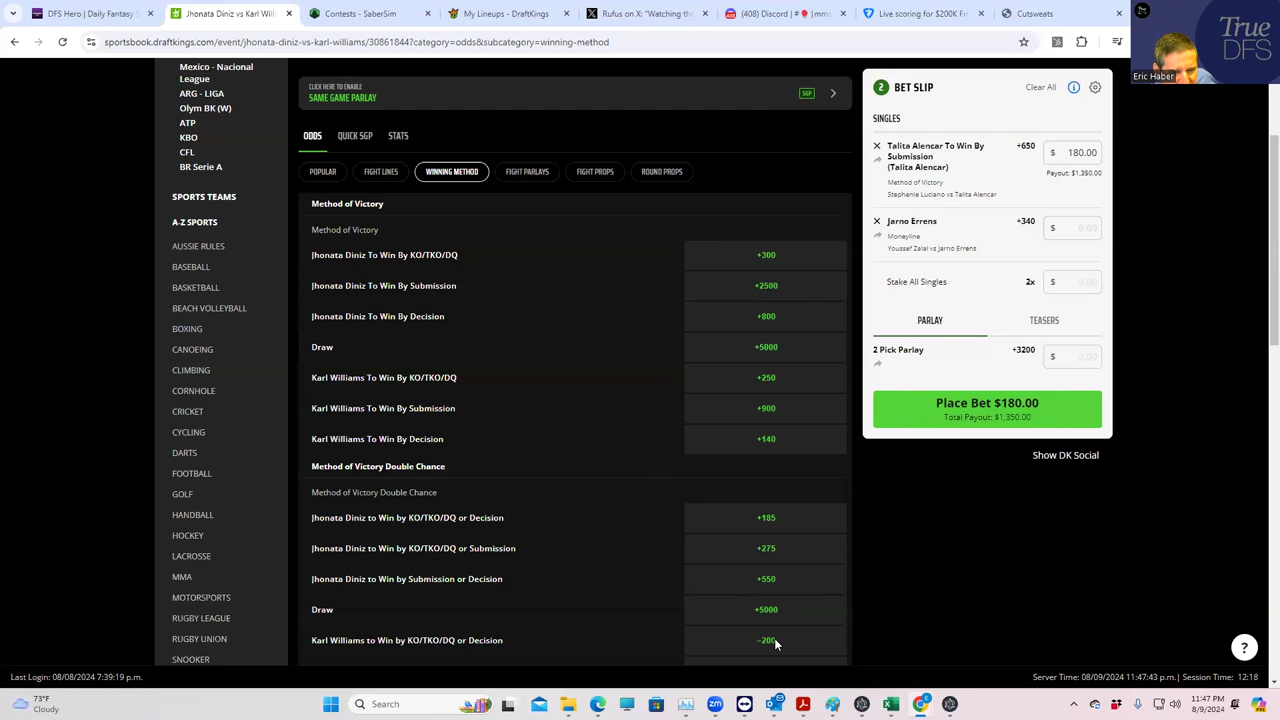 DFS Hero | Daily Fantasy S
Jhonata Diniz vs Karl Williams
Contests - SaberSim
My Lineups - DraftKings
Rufus on X: "Watching the
(408) Discord | #
Live scoring for $200K Fri
Cutsweats
sportsbook.draftkings.com/event/jhonata-diniz-vs-karl-williams/30861844?category=odds&subcategory=winning-method
True
DFS
Eric Haber
Mexico - Nacional
League
ARG - LIGA
Olym BK (W)
ATP
KBO
CFL
BR Serie A
SPORTS TEAMS
A-Z SPORTS
AUSSIE RULES
BASEBALL
BASKETBALL
BEACH VOLLEYBALL
BOXING
CANOEING
CLIMBING
CORNHOLE
CRICKET
CYCLING
DARTS
FOOTBALL
GOLF
HANDBALL
HOCKEY
LACROSSE
MMA
MOTORSPORTS
RUGBY LEAGUE
RUGBY UNION
SNOOKER
CLICK HERE TO ENABLE
SAME GAME PARLAY
SGP
ODDS QUICK SGP STATS
POPULAR FIGHT LINES WINNING METHOD FIGHT PARLAYS FIGHT PROPS ROUND PROPS
Method of Victory
Method of Victory
Jhonata Diniz To Win By KO/TKO/DQ +300
Jhonata Diniz To Win By Submission +2500
Jhonata Diniz To Win By Decision +800
Draw +5000
Karl Williams To Win By KO/TKO/DQ +250
Karl Williams To Win By Submission +900
Karl Williams To Win By Decision +140
Method of Victory Double Chance
Method of Victory Double Chance
Jhonata Diniz to Win by KO/TKO/DQ or Decision +185
Jhonata Diniz to Win by KO/TKO/DQ or Submission +275
Jhonata Diniz to Win by Submission or Decision +550
Draw +5000
Karl Williams to Win by KO/TKO/DQ or Decision −200
2 BET SLIP Clear All
SINGLES
Talita Alencar To Win By +650 $ 180.00
Submission
(Talita Alencar) Payout: $1,350.00
Method of Victory
Stephanie Luciano vs Talita Alencar
Jarno Errens +340 $ 0.00
Moneyline
Youssef Zalal vs Jarno Errens
Stake All Singles 2x $ 0.00
PARLAY TEASERS
2 Pick Parlay +3200 $ 0.00
Place Bet $180.00
Total Payout: $1,350.00
Show DK Social
?
Last Login: 08/08/2024 7:39:19 p.m. Server Time: 08/09/2024 11:47:43 p.m.| Session Time: 12:18
73°F
Cloudy
Search
11:47 PM
8/9/2024